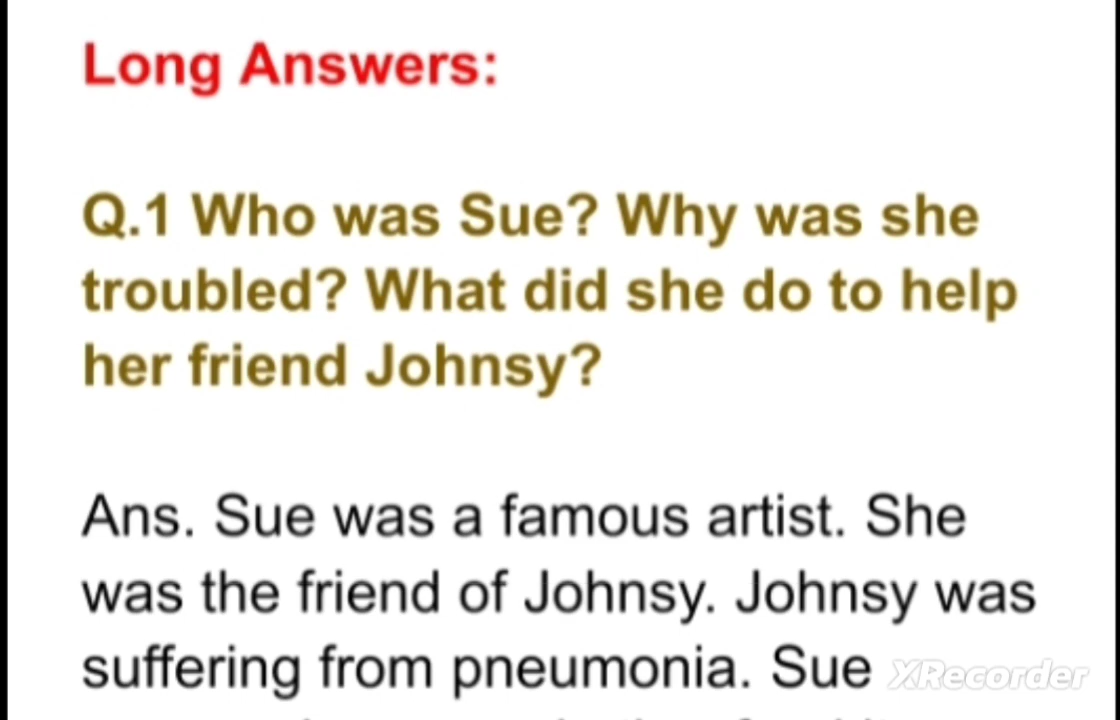 Long Answers:
Q.1 Who was Sue? Why was she
troubled? What did she do to help
her friend Johnsy?
Ans. Sue was a famous artist. She
was the friend of Johnsy. Johnsy was
suffering from pneumonia. Sue
XRecorder